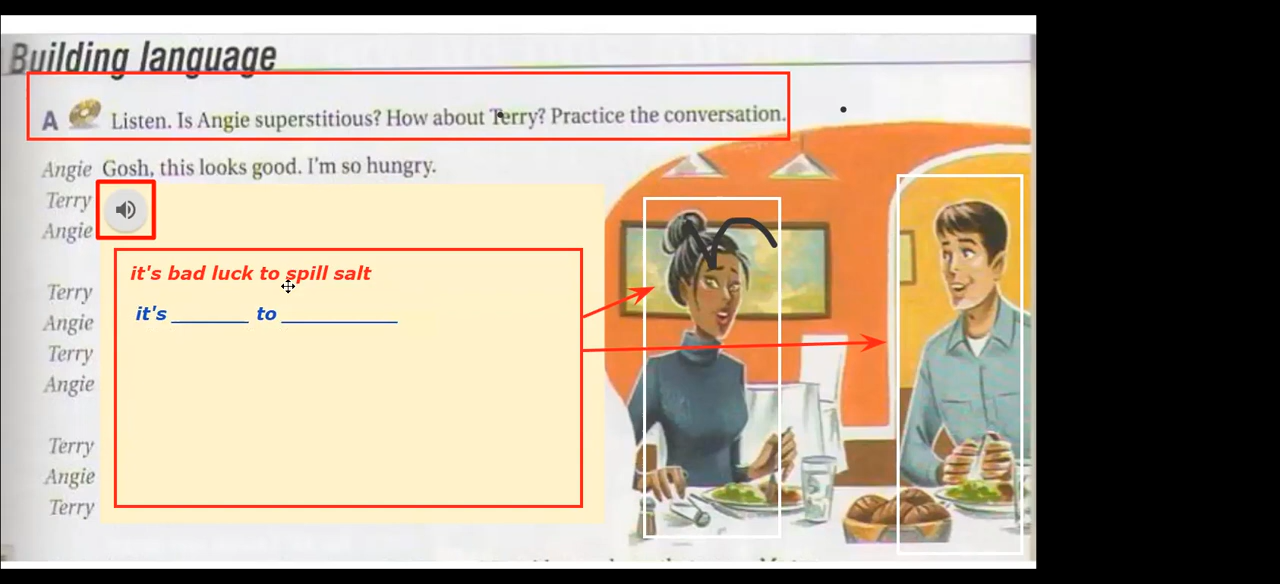 Building language
A Listen. Is Angie superstitious? How about Terry? Practice the conversation.
Angie Gosh, this looks good. I'm so hungry.
Terry
Angie
it's bad luck to spill salt
Terry
it's ________ to ____________
Angie
Terry
Angie
Terry
Angie
Terry